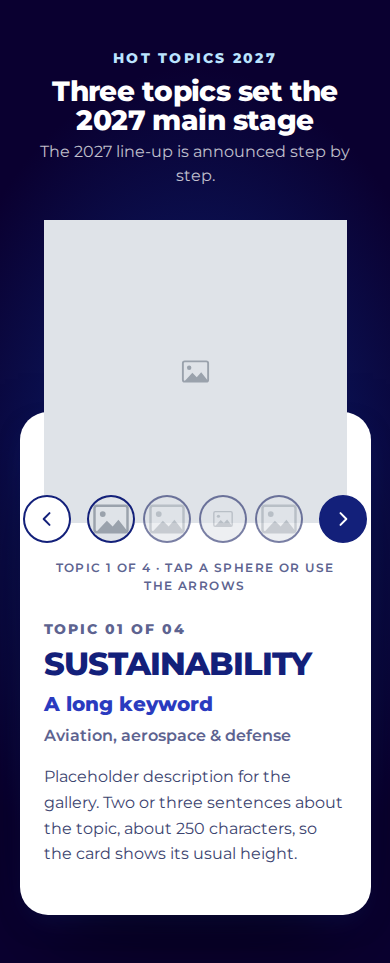 HOT TOPICS 2027
Three topics set the
2027 main stage
The 2027 line-up is announced step by
step.
TOPIC 1 OF 4 · TAP A SPHERE OR USE
THE ARROWS
TOPIC 01 OF 04
SUSTAINABILITY
A long keyword
Aviation, aerospace & defense
Placeholder description for the
gallery. Two or three sentences about
the topic, about 250 characters, so
the card shows its usual height.